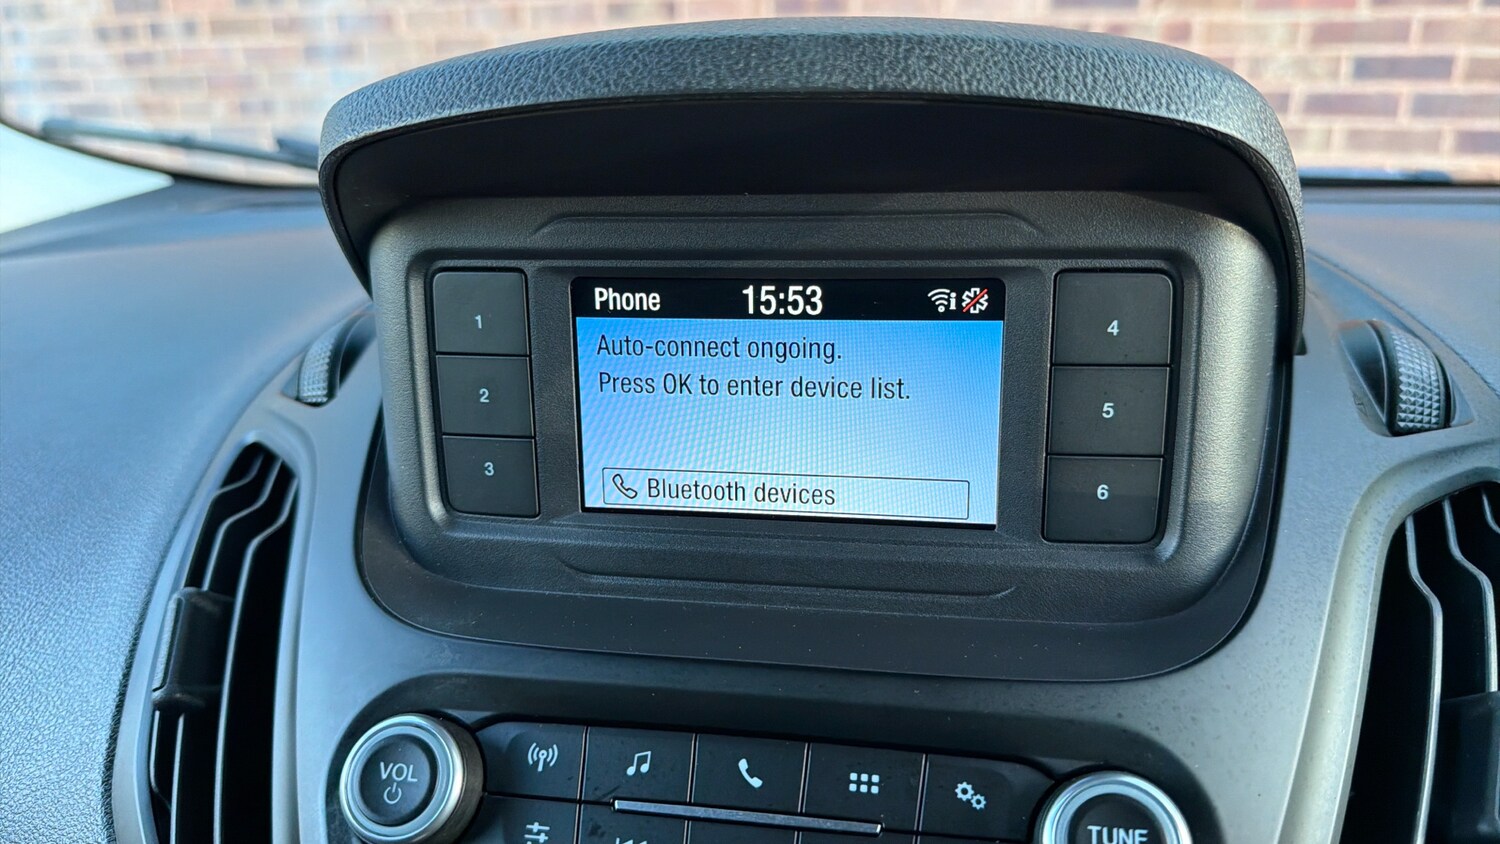 Phone 15:53
Auto-connect ongoing.
Press OK to enter device list.
Bluetooth devices
1
2
3
4
5
6
VOL
TUNE